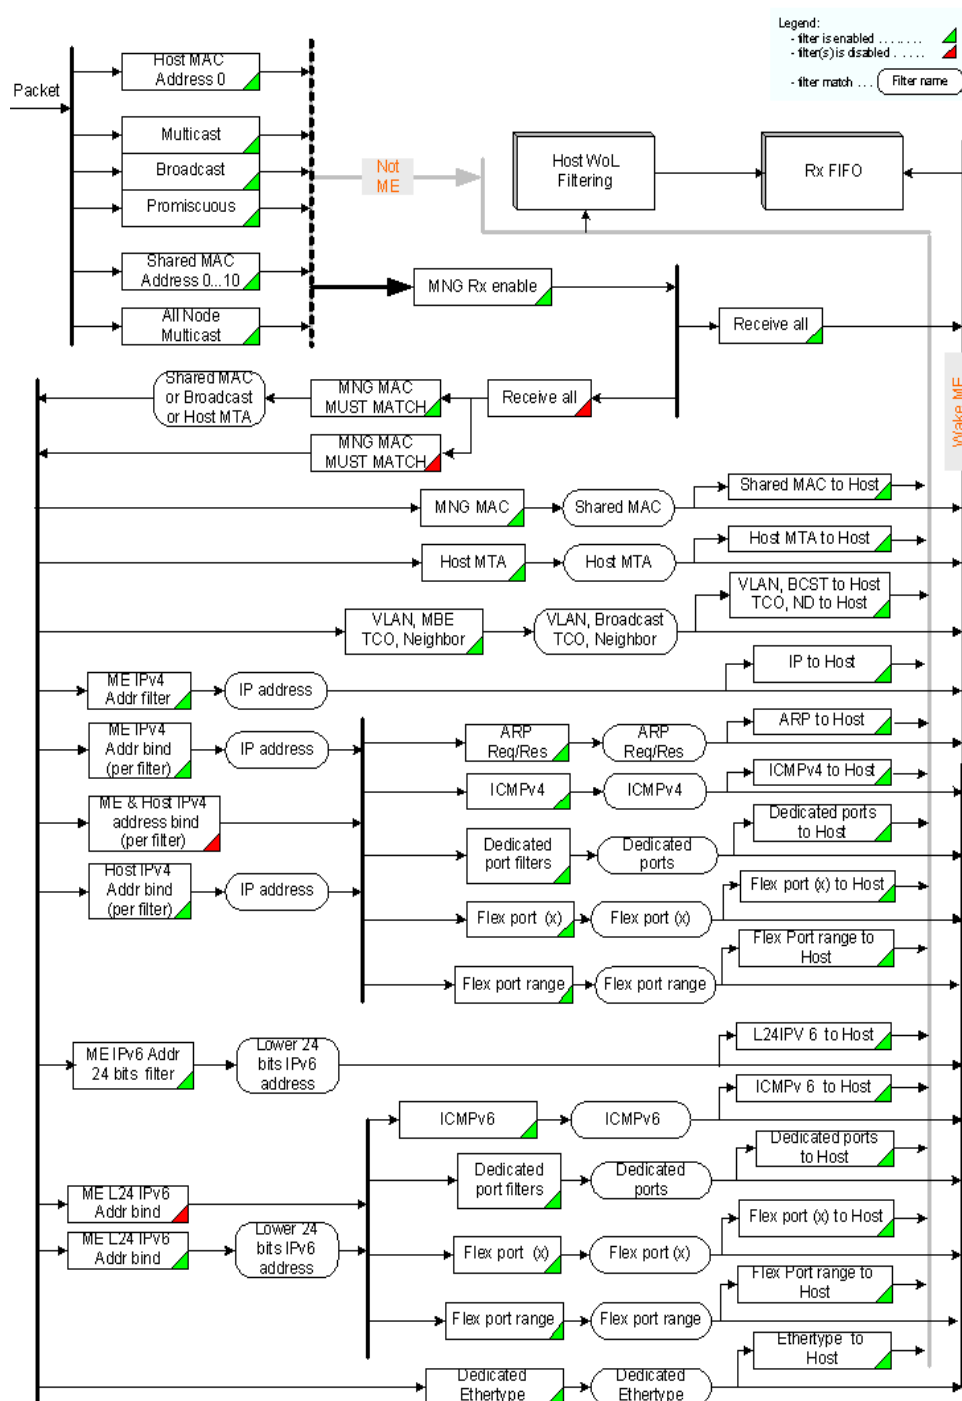 Legend:
- filter is enabled . . . . . . . .
- filter(s) is disabled . . . . . .
- filter match . . . Filter name
Packet
Host MAC
Address 0
Multicast
Broadcast
Promiscuous
Shared MAC
Address 0...10
All Node
Multicast
Not
ME
Host WoL
Filtering
Rx FIFO
MNG Rx enable
Receive all
Wake ME
Shared MAC
or Broadcast
or Host MTA
MNG MAC
MUST MATCH
Receive all
MNG MAC
MUST MATCH
MNG MAC
Shared MAC
Shared MAC to Host
Host MTA
Host MTA
Host MTA to Host
VLAN, MBE
TCO, Neighbor
VLAN, Broadcast
TCO, Neighbor
VLAN, BCST to Host
TCO, ND to Host
ME IPv4
Addr filter
IP address
IP to Host
ME IPv4
Addr bind
(per filter)
IP address
ARP
Req/Res
ARP
Req/Res
ARP to Host
ICMPv4
ICMPv4
ICMPv4 to Host
ME & Host IPv4
address bind
(per filter)
Dedicated
port filters
Dedicated
ports
Dedicated ports
to Host
Host IPv4
Addr bind
(per filter)
IP address
Flex port (x)
Flex port (x)
Flex port (x) to Host
Flex port range
Flex port range
Flex Port range to
Host
ME IPv6 Addr
24 bits filter
Lower 24
bits IPv6
address
L24IPV 6 to Host
ICMPv6
ICMPv6
ICMPv 6 to Host
Dedicated
port filters
Dedicated
ports
Dedicated ports
to Host
ME L24 IPv6
Addr bind
ME L24 IPv6
Addr bind
Lower 24
bits IPv6
address
Flex port (x)
Flex port (x)
Flex port (x) to Host
Flex port range
Flex port range
Flex Port range to
Host
Dedicated
Ethertype
Dedicated
Ethertype
Ethertype to
Host